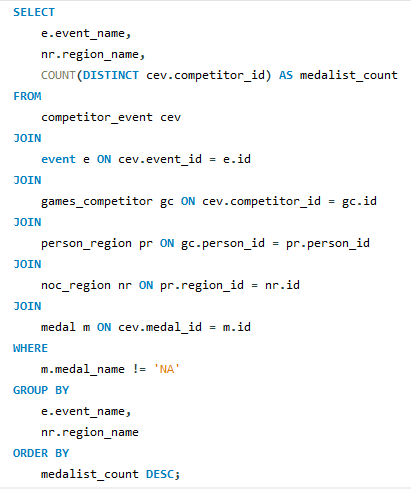 SELECT
    e.event_name,
    nr.region_name,
    COUNT(DISTINCT cev.competitor_id) AS medalist_count
FROM
    competitor_event cev
JOIN
    event e ON cev.event_id = e.id
JOIN
    games_competitor gc ON cev.competitor_id = gc.id
JOIN
    person_region pr ON gc.person_id = pr.person_id
JOIN
    noc_region nr ON pr.region_id = nr.id
JOIN
    medal m ON cev.medal_id = m.id
WHERE
    m.medal_name != 'NA'
GROUP BY
    e.event_name,
    nr.region_name
ORDER BY
    medalist_count DESC;